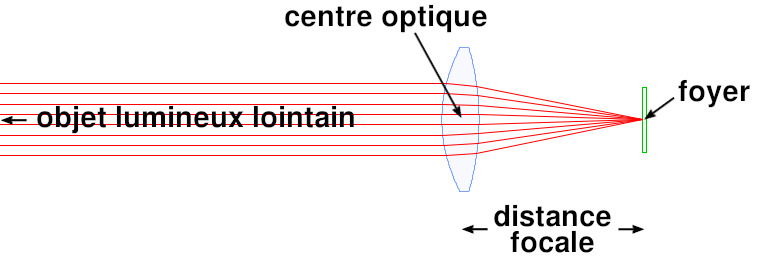 centre optique
foyer
objet lumineux lointain
distance
focale